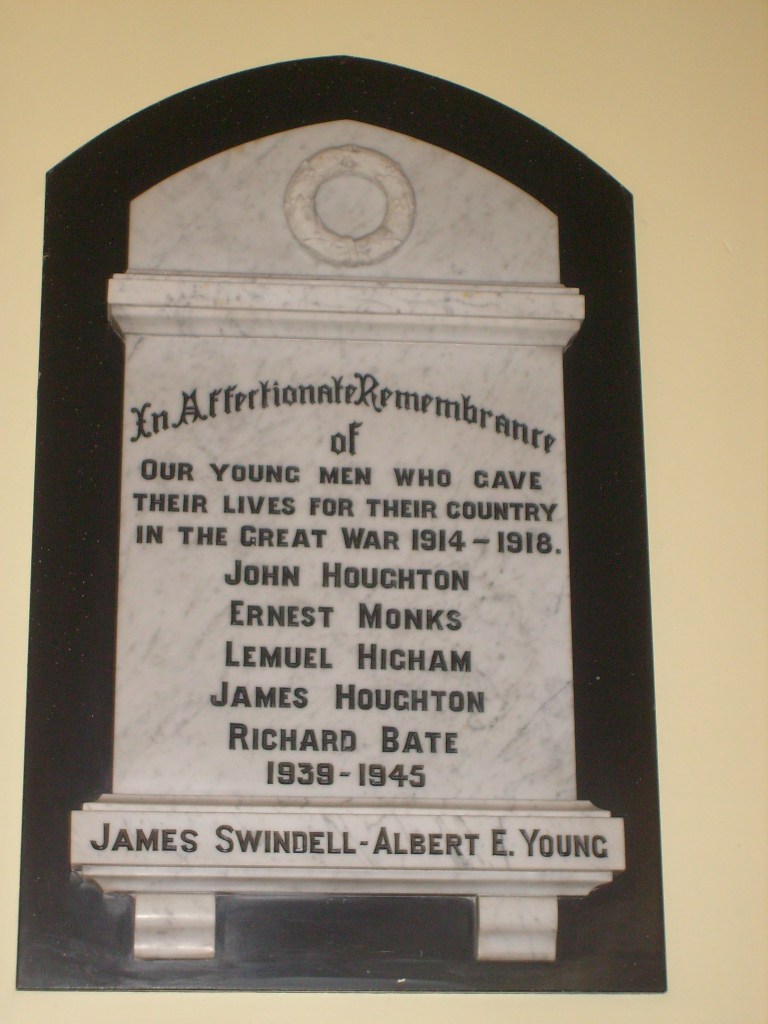 In Affectionate Remembrance
of
OUR YOUNG MEN WHO GAVE
THEIR LIVES FOR THEIR COUNTRY
IN THE GREAT WAR 1914 – 1918.
JOHN HOUGHTON
ERNEST MONKS
LEMUEL HIGHAM
JAMES HOUGHTON
RICHARD BATE
1939 - 1945
JAMES SWINDELL - ALBERT E. YOUNG